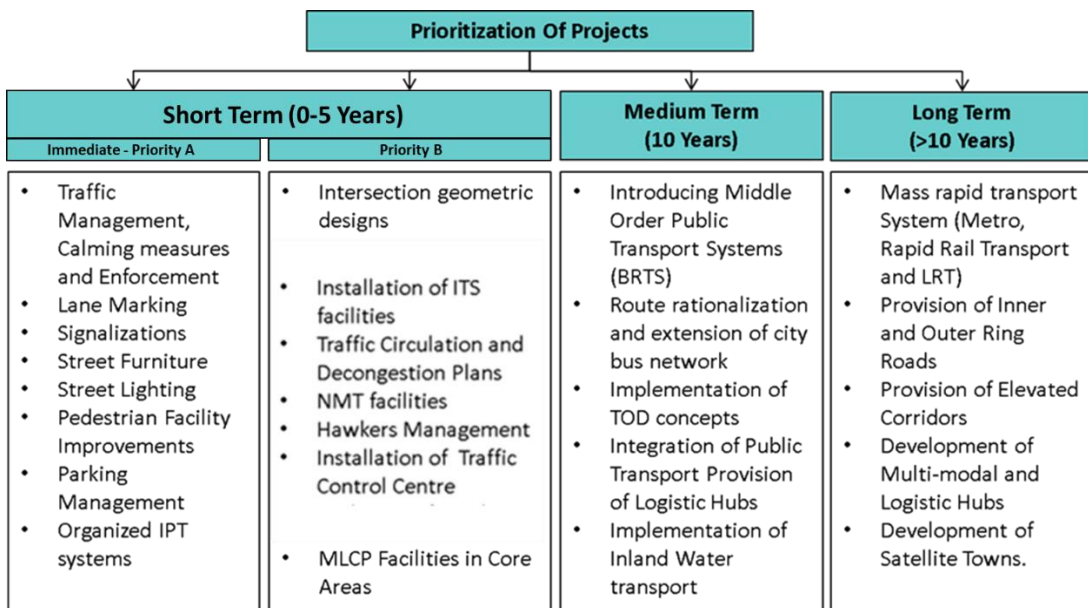 Prioritization Of Projects
Short Term (0-5 Years)
Immediate - Priority A
Priority B
Medium Term
(10 Years)
Long Term
(>10 Years)
• Traffic
Management,
Calming measures
and Enforcement
• Lane Marking
• Signalizations
• Street Furniture
• Street Lighting
• Pedestrian Facility
Improvements
• Parking
Management
• Organized IPT
systems
• Intersection geometric
designs
• Installation of ITS
facilities
• Traffic Circulation and
Decongestion Plans
• NMT facilities
• Hawkers Management
• Installation of Traffic
Control Centre
• MLCP Facilities in Core
Areas
• Introducing Middle
Order Public
Transport Systems
(BRTS)
• Route rationalization
and extension of city
bus network
• Implementation of
TOD concepts
• Integration of Public
Transport Provision
of Logistic Hubs
• Implementation of
Inland Water
transport
• Mass rapid transport
System (Metro,
Rapid Rail Transport
and LRT)
• Provision of Inner
and Outer Ring
Roads
• Provision of Elevated
Corridors
• Development of
Multi-modal and
Logistic Hubs
• Development of
Satellite Towns.